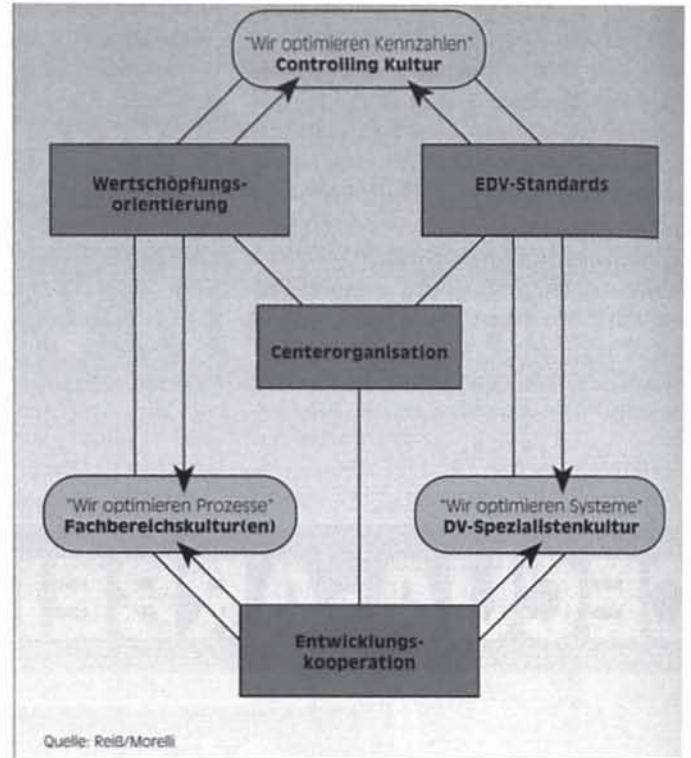 "Wir optimieren Kennzahlen"
Controlling Kultur
Wertschöpfungs-
orientierung
EDV-Standards
Centerorganisation
"Wir optimieren Prozesse"
Fachbereichskultur(en)
"Wir optimieren Systeme"
DV-Spezialistenkultur
Entwicklungs-
kooperation
Quelle: Reiß/Morelli